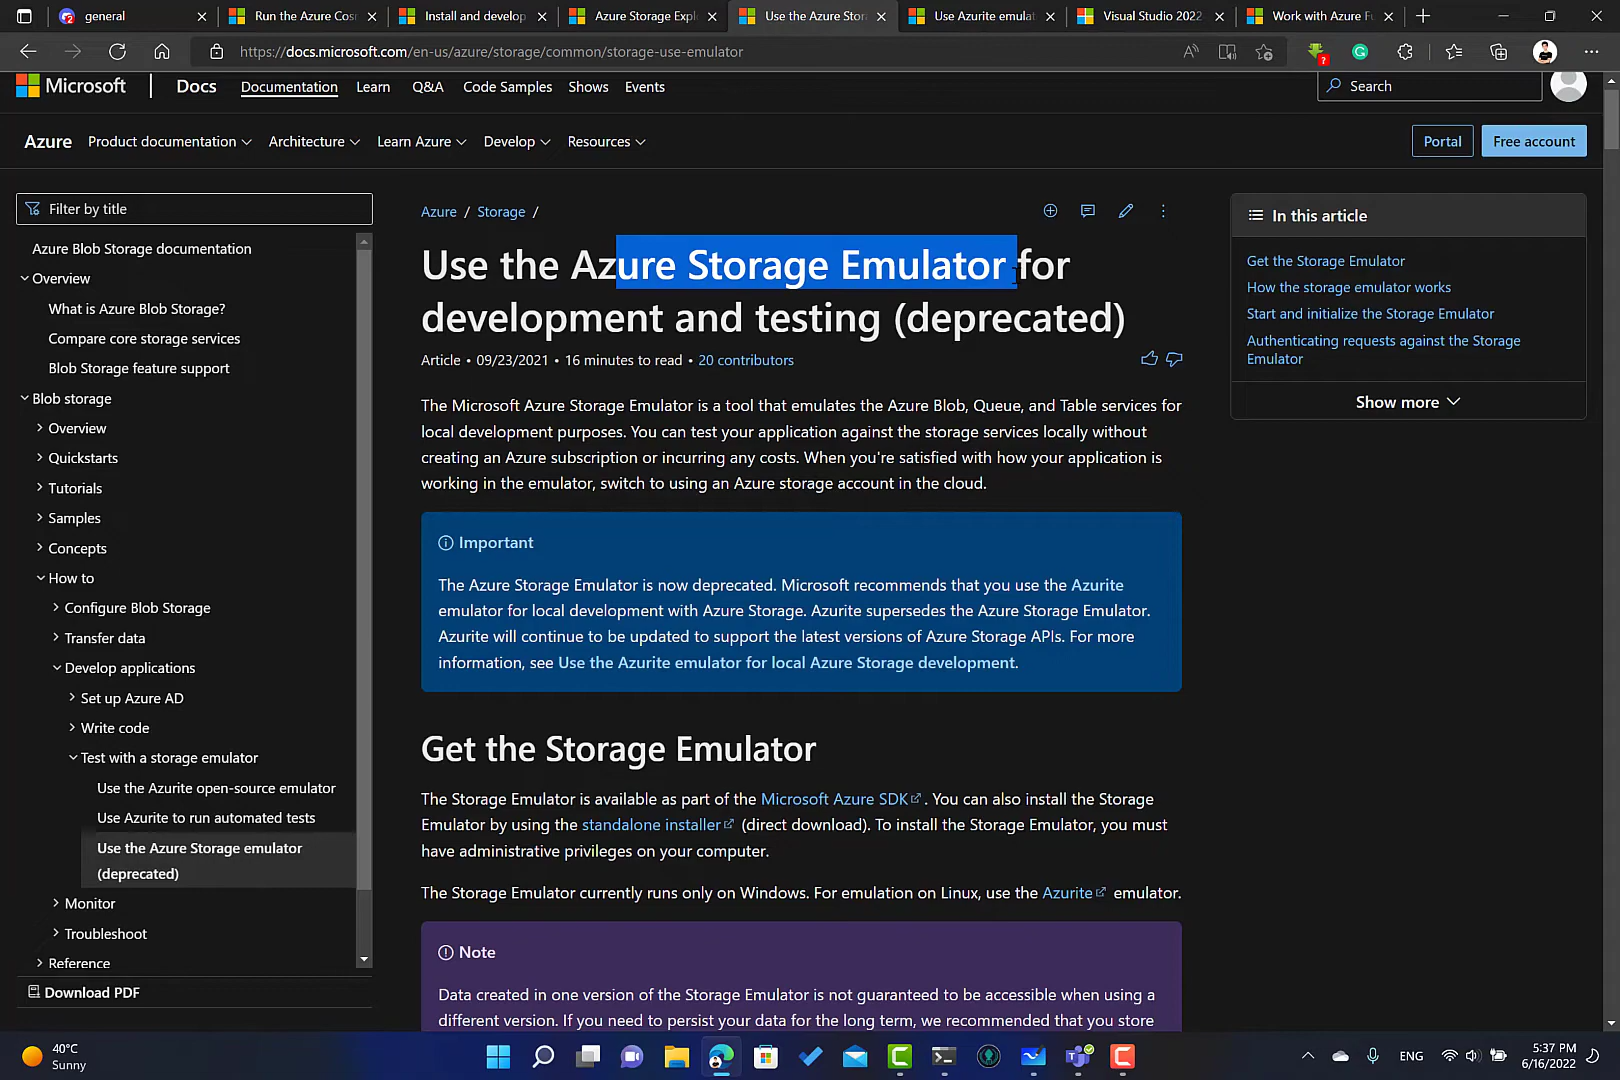 general
Run the Azure Cos
Install and develop
Azure Storage Expl
Use the Azure Stor
Use Azurite emulat
Visual Studio 2022
Work with Azure Fu
https://docs.microsoft.com/en-us/azure/storage/common/storage-use-emulator
Microsoft
Docs
Documentation
Learn
Q&A
Code Samples
Shows
Events
Search
Azure
Product documentation
Architecture
Learn Azure
Develop
Resources
Portal
Free account
Filter by title
Azure Blob Storage documentation
Overview
What is Azure Blob Storage?
Compare core storage services
Blob Storage feature support
Blob storage
Overview
Quickstarts
Tutorials
Samples
Concepts
How to
Configure Blob Storage
Transfer data
Develop applications
Set up Azure AD
Write code
Test with a storage emulator
Use the Azurite open-source emulator
Use Azurite to run automated tests
Use the Azure Storage emulator
(deprecated)
Monitor
Troubleshoot
Reference
Download PDF
Azure / Storage /
Use the Azure Storage Emulator for
development and testing (deprecated)
Article • 09/23/2021 • 16 minutes to read • 20 contributors
The Microsoft Azure Storage Emulator is a tool that emulates the Azure Blob, Queue, and Table services for
local development purposes. You can test your application against the storage services locally without
creating an Azure subscription or incurring any costs. When you're satisfied with how your application is
working in the emulator, switch to using an Azure storage account in the cloud.
Important
The Azure Storage Emulator is now deprecated. Microsoft recommends that you use the Azurite
emulator for local development with Azure Storage. Azurite supersedes the Azure Storage Emulator.
Azurite will continue to be updated to support the latest versions of Azure Storage APIs. For more
information, see Use the Azurite emulator for local Azure Storage development.
Get the Storage Emulator
The Storage Emulator is available as part of the Microsoft Azure SDK. You can also install the Storage
Emulator by using the standalone installer (direct download). To install the Storage Emulator, you must
have administrative privileges on your computer.
The Storage Emulator currently runs only on Windows. For emulation on Linux, use the Azurite emulator.
Note
Data created in one version of the Storage Emulator is not guaranteed to be accessible when using a
different version. If you need to persist your data for the long term, we recommended that you store
In this article
Get the Storage Emulator
How the storage emulator works
Start and initialize the Storage Emulator
Authenticating requests against the Storage
Emulator
Show more
40°C
Sunny
ENG
5:37 PM
6/16/2022